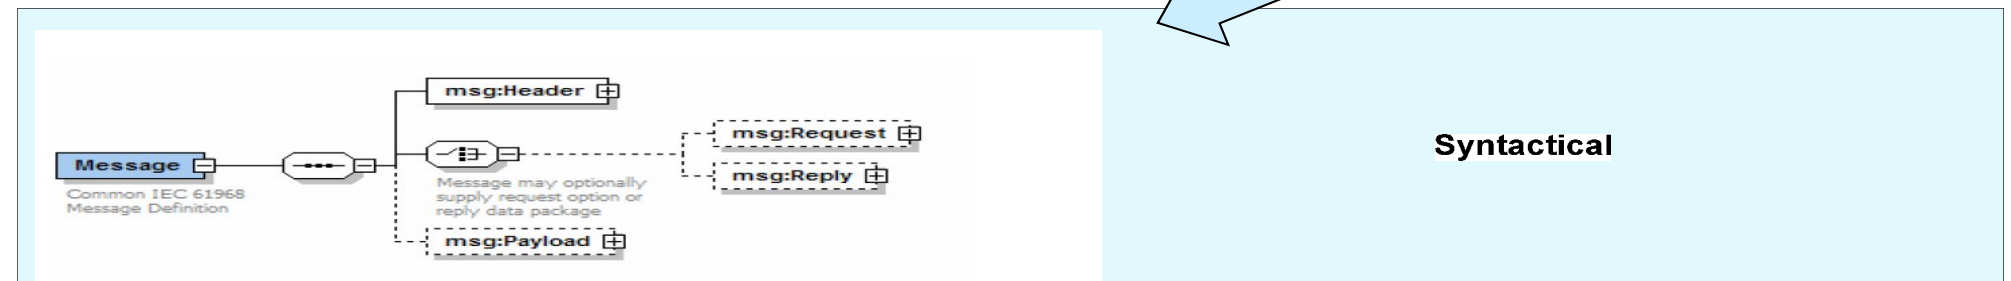 msg:Header
msg:Request
Message
msg:Reply
Common IEC 61968
Message Definition
Message may optionally
supply request option or
reply data package
msg:Payload
Syntactical